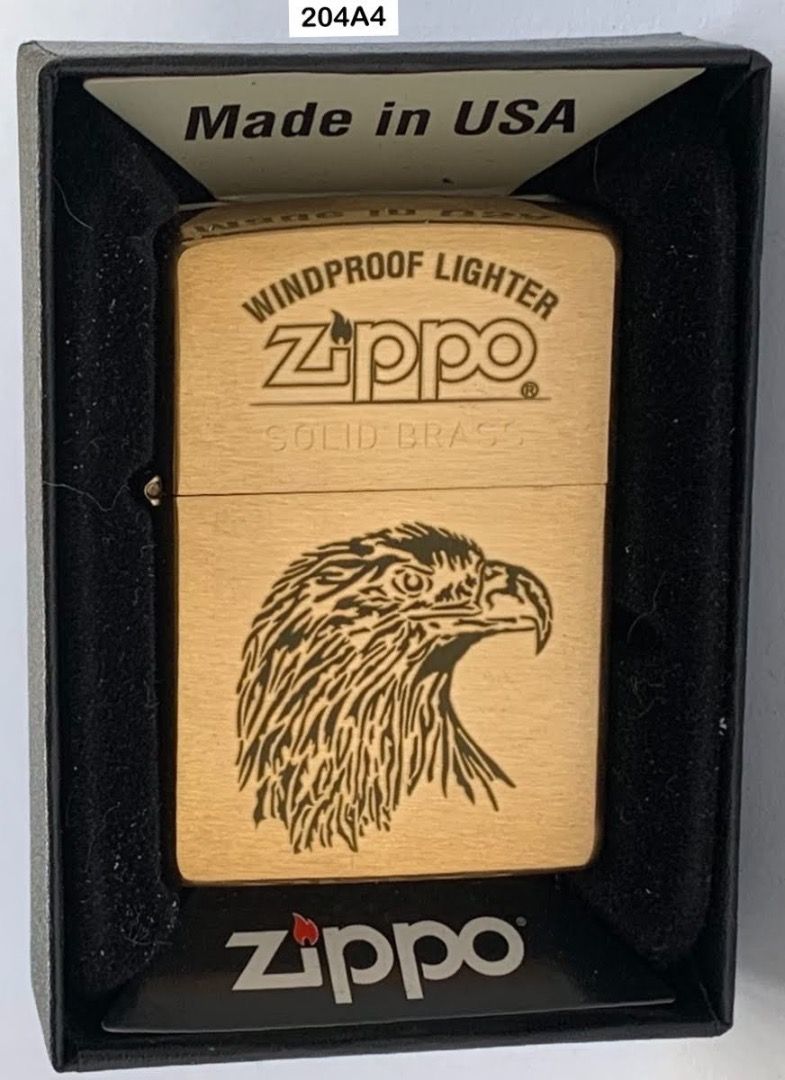 204A4
Made in USA
WINDPROOF LIGHTER
Zippo®
SOLID BRASS
Zippo